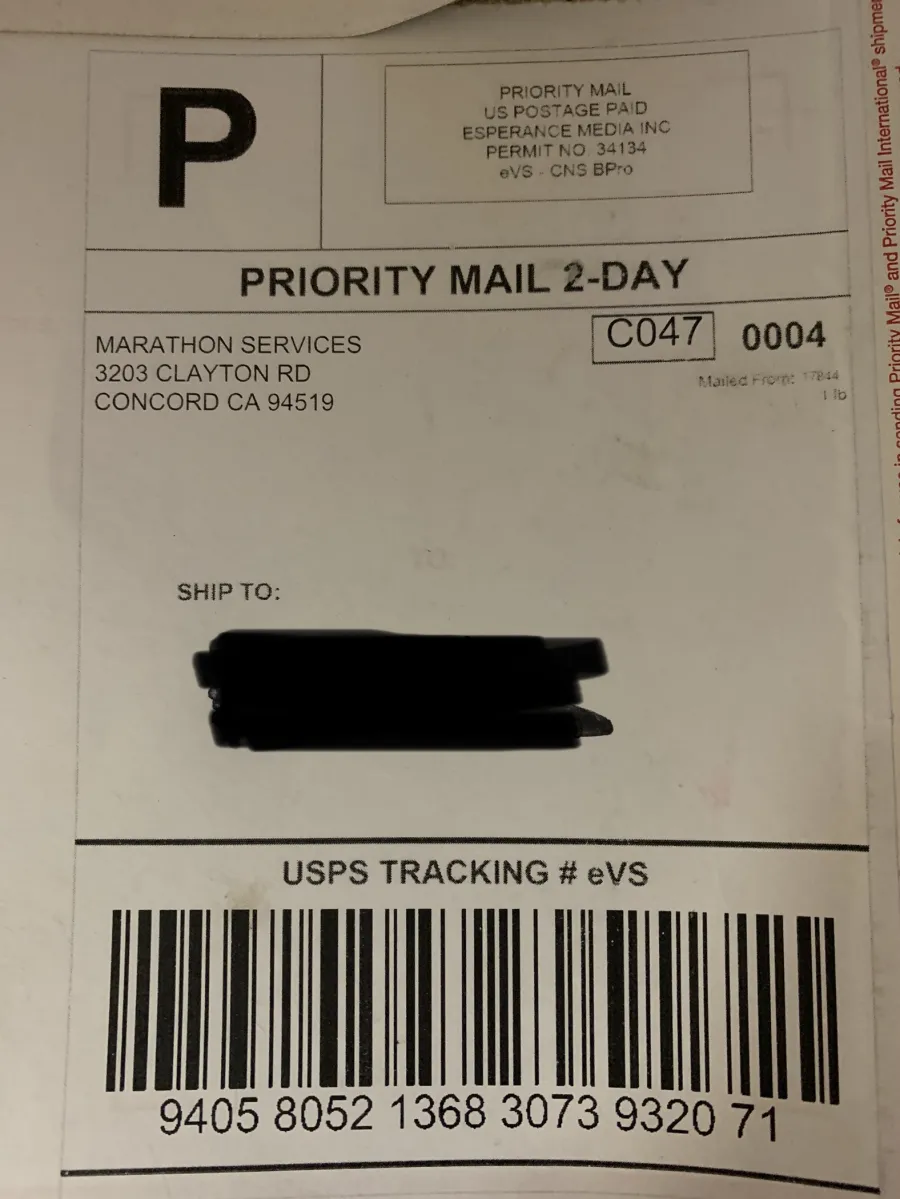 P
PRIORITY MAIL
US POSTAGE PAID
ESPERANCE MEDIA INC
PERMIT NO. 34134
eVS - CNS BPro
PRIORITY MAIL 2-DAY
MARATHON SERVICES
3203 CLAYTON RD
CONCORD CA 94519
C047 0004
Mailed From: 17844
1 lb
SHIP TO:
USPS TRACKING # eVS
9405 8052 1368 3073 9320 71
in sending Priority Mail® and Priority Mail International® shipme